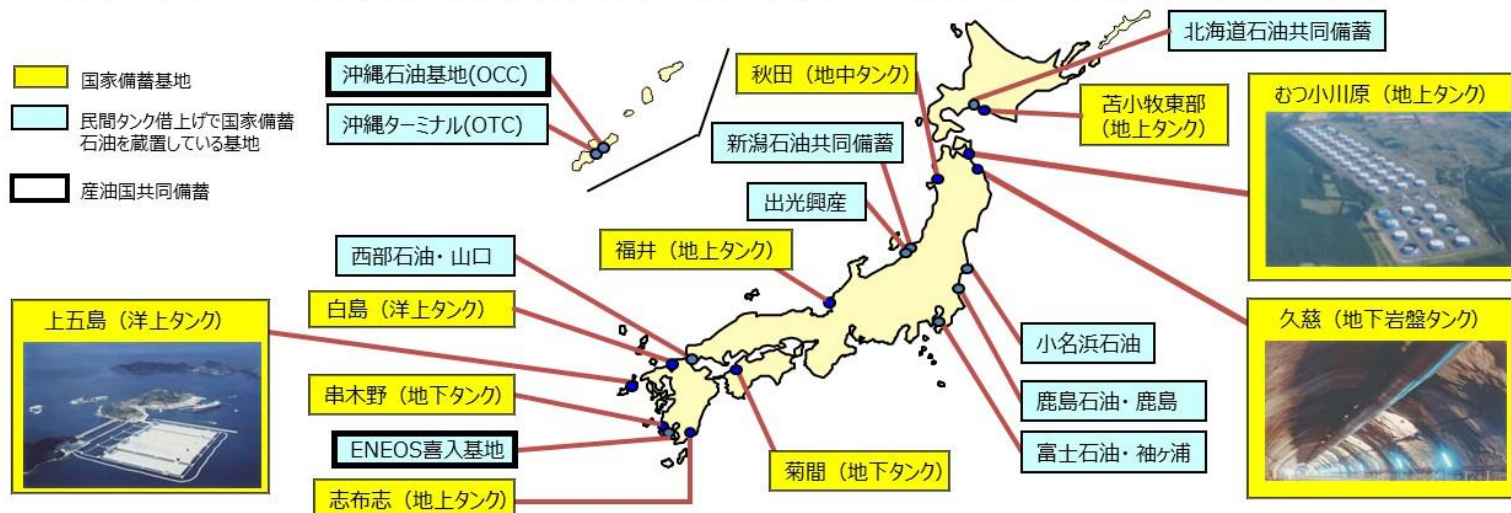 国家備蓄基地
民間タンク借上げで国家備蓄
石油を蔵置している基地
産油国共同備蓄
沖縄石油基地(OCC)
沖縄ターミナル(OTC)
秋田（地中タンク）
北海道石油共同備蓄
苫小牧東部
（地上タンク）
むつ小川原（地上タンク）
新潟石油共同備蓄
出光興産
福井（地上タンク）
西部石油・山口
白島（洋上タンク）
上五島（洋上タンク）
串木野（地下タンク）
ENEOS喜入基地
志布志（地上タンク）
菊間（地下タンク）
小名浜石油
鹿島石油・鹿島
富士石油・袖ヶ浦
久慈（地下岩盤タンク）